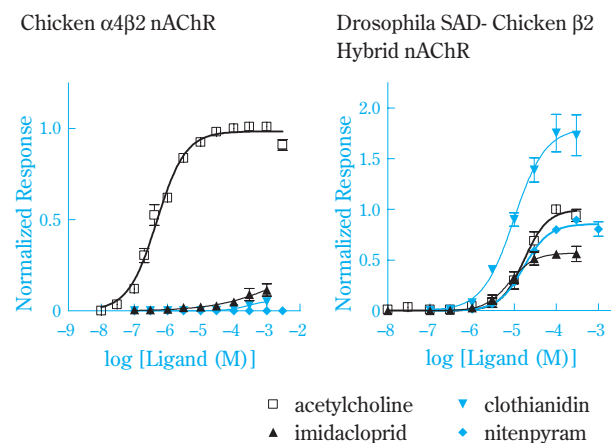 Chicken α4β2 nAChR
Drosophila SAD- Chicken β2
Hybrid nAChR
Normalized Response
1.0
0.5
0
−9 −8 −7 −6 −5 −4 −3 −2
log [Ligand (M)]
Normalized Response
2.0
1.5
1.0
0.5
0
−8 −7 −6 −5 −4 −3
log [Ligand (M)]
acetylcholine
clothianidin
imidacloprid
nitenpyram